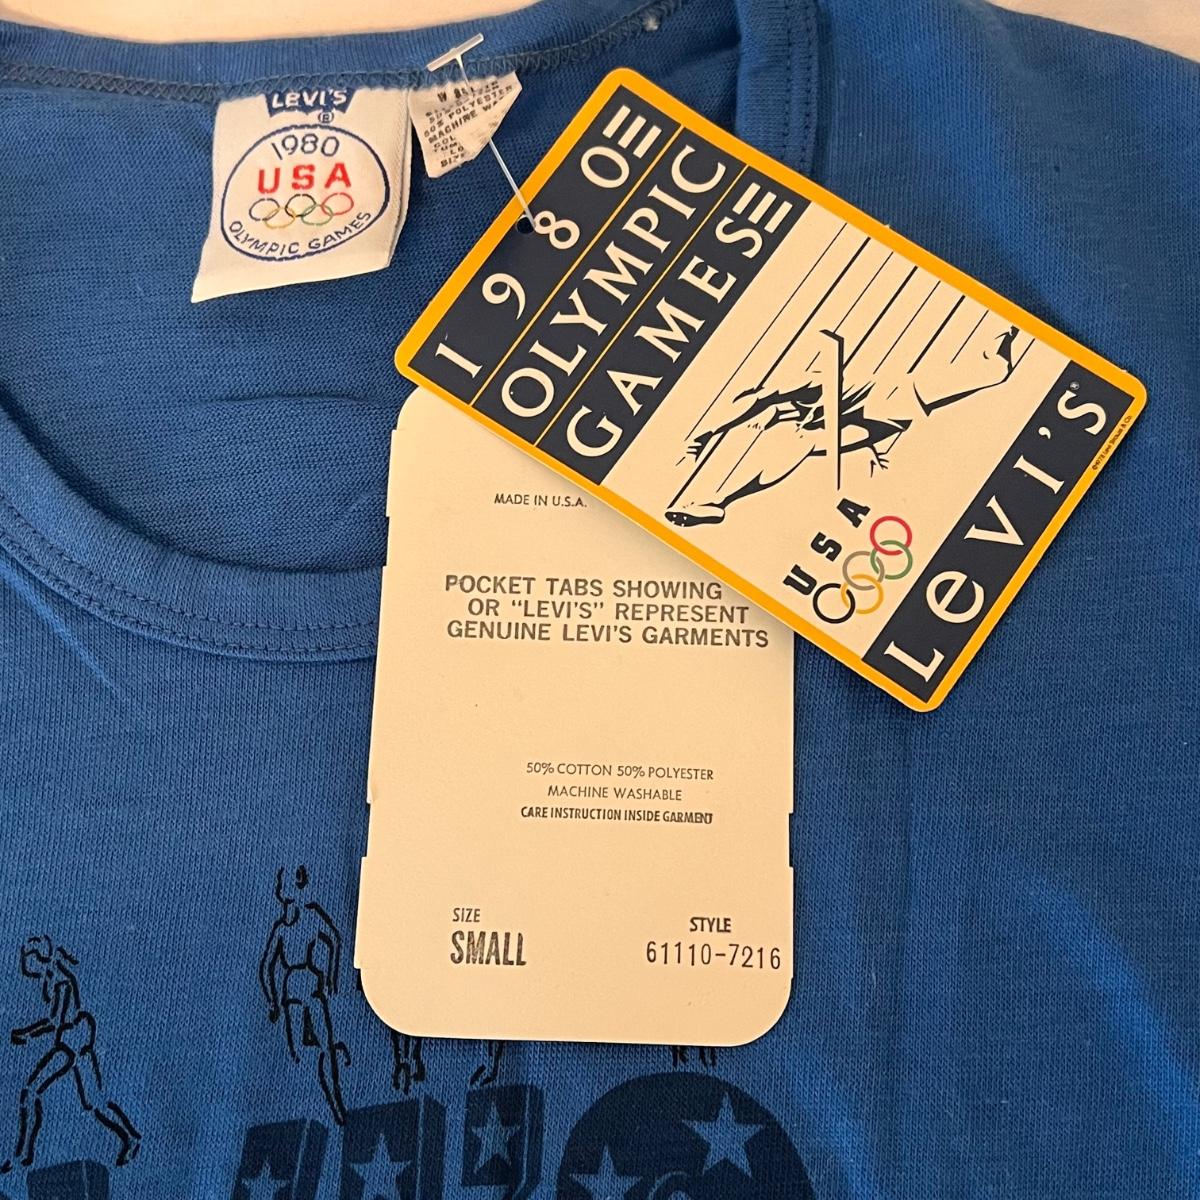 LEVI'S
®
1980
USA
OLYMPIC GAMES
50% POLYESTER
MACHINE WA
1980
OLYMPIC
GAMES
USA
LEVI'S®
MADE IN U.S.A.
POCKET TABS SHOWING
OR "LEVI'S" REPRESENT
GENUINE LEVI'S GARMENTS
50% COTTON 50% POLYESTER
MACHINE WASHABLE
CARE INSTRUCTION INSIDE GARMENT
SIZE
SMALL
STYLE
61110-7216